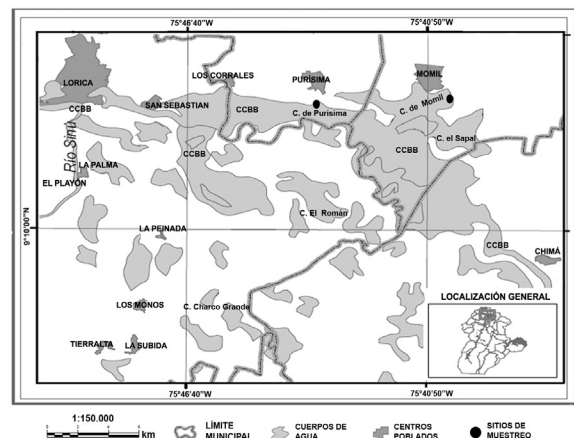 75°46'40"W 75°40'50"W
LORICA
LOS CORRALES
PURÍSIMA
MOMIL
CCBB
SAN SEBASTIAN
CCBB
C. de Purísima
C. de Momil
Río Sinú
CCBB
CCBB
C. el Sapal
LA PALMA
EL PLAYÓN
C. El Román
9°10'00"N
LA PEINADA
CCBB
CHIMÁ
LOS MONOS
C. Charco Grande
LOCALIZACIÓN GENERAL
TIERRALTA
LA SUBIDA
75°46'40"W 75°40'50"W
1:150.000
km
LÍMITE MUNICIPAL
CUERPOS DE AGUA
CENTROS POBLADOS
SITIOS DE MUESTREO